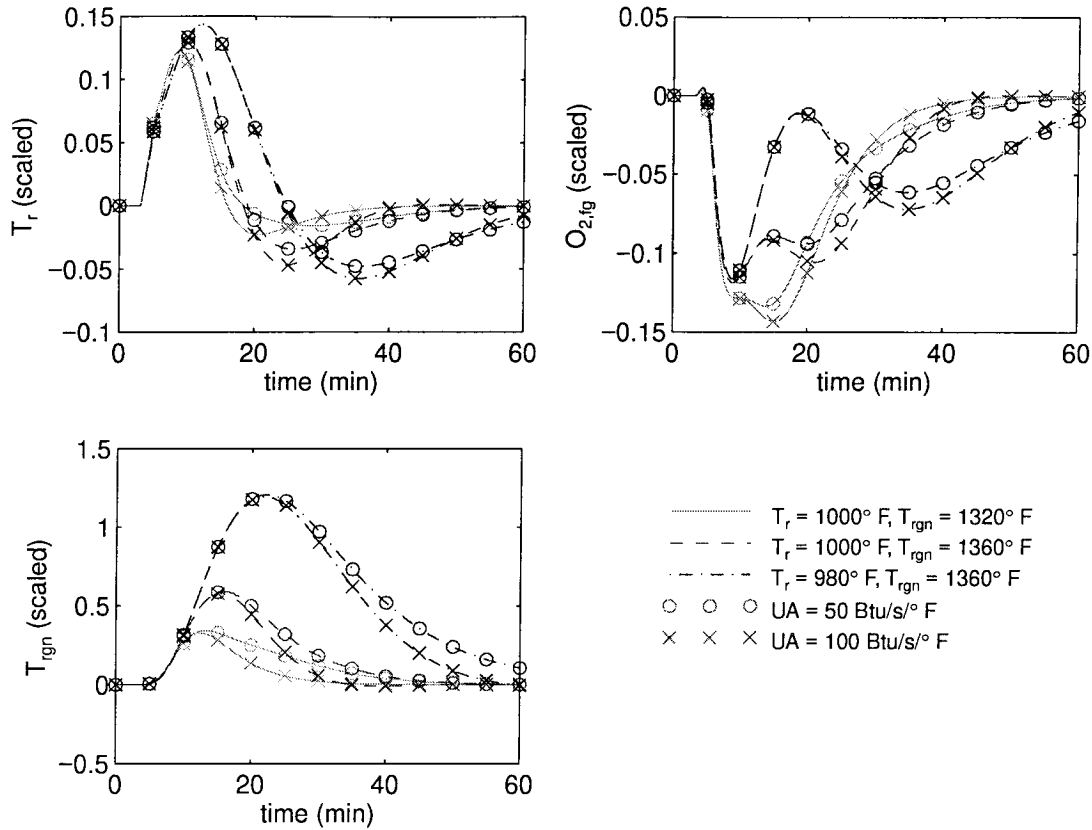 0.15
0.1
0.05
0
−0.05
−0.1
T_r (scaled)
0 20 40 60
time (min)
0
−0.05
−0.1
−0.15
O_2,fg (scaled)
0 20 40 60
time (min)
1.5
1
0.5
0
−0.5
T_rgn (scaled)
0 20 40 60
time (min)
T_r = 1000° F, T_rgn = 1320° F
T_r = 1000° F, T_rgn = 1360° F
T_r = 980° F, T_rgn = 1360° F
UA = 50 Btu/s/° F
UA = 100 Btu/s/° F